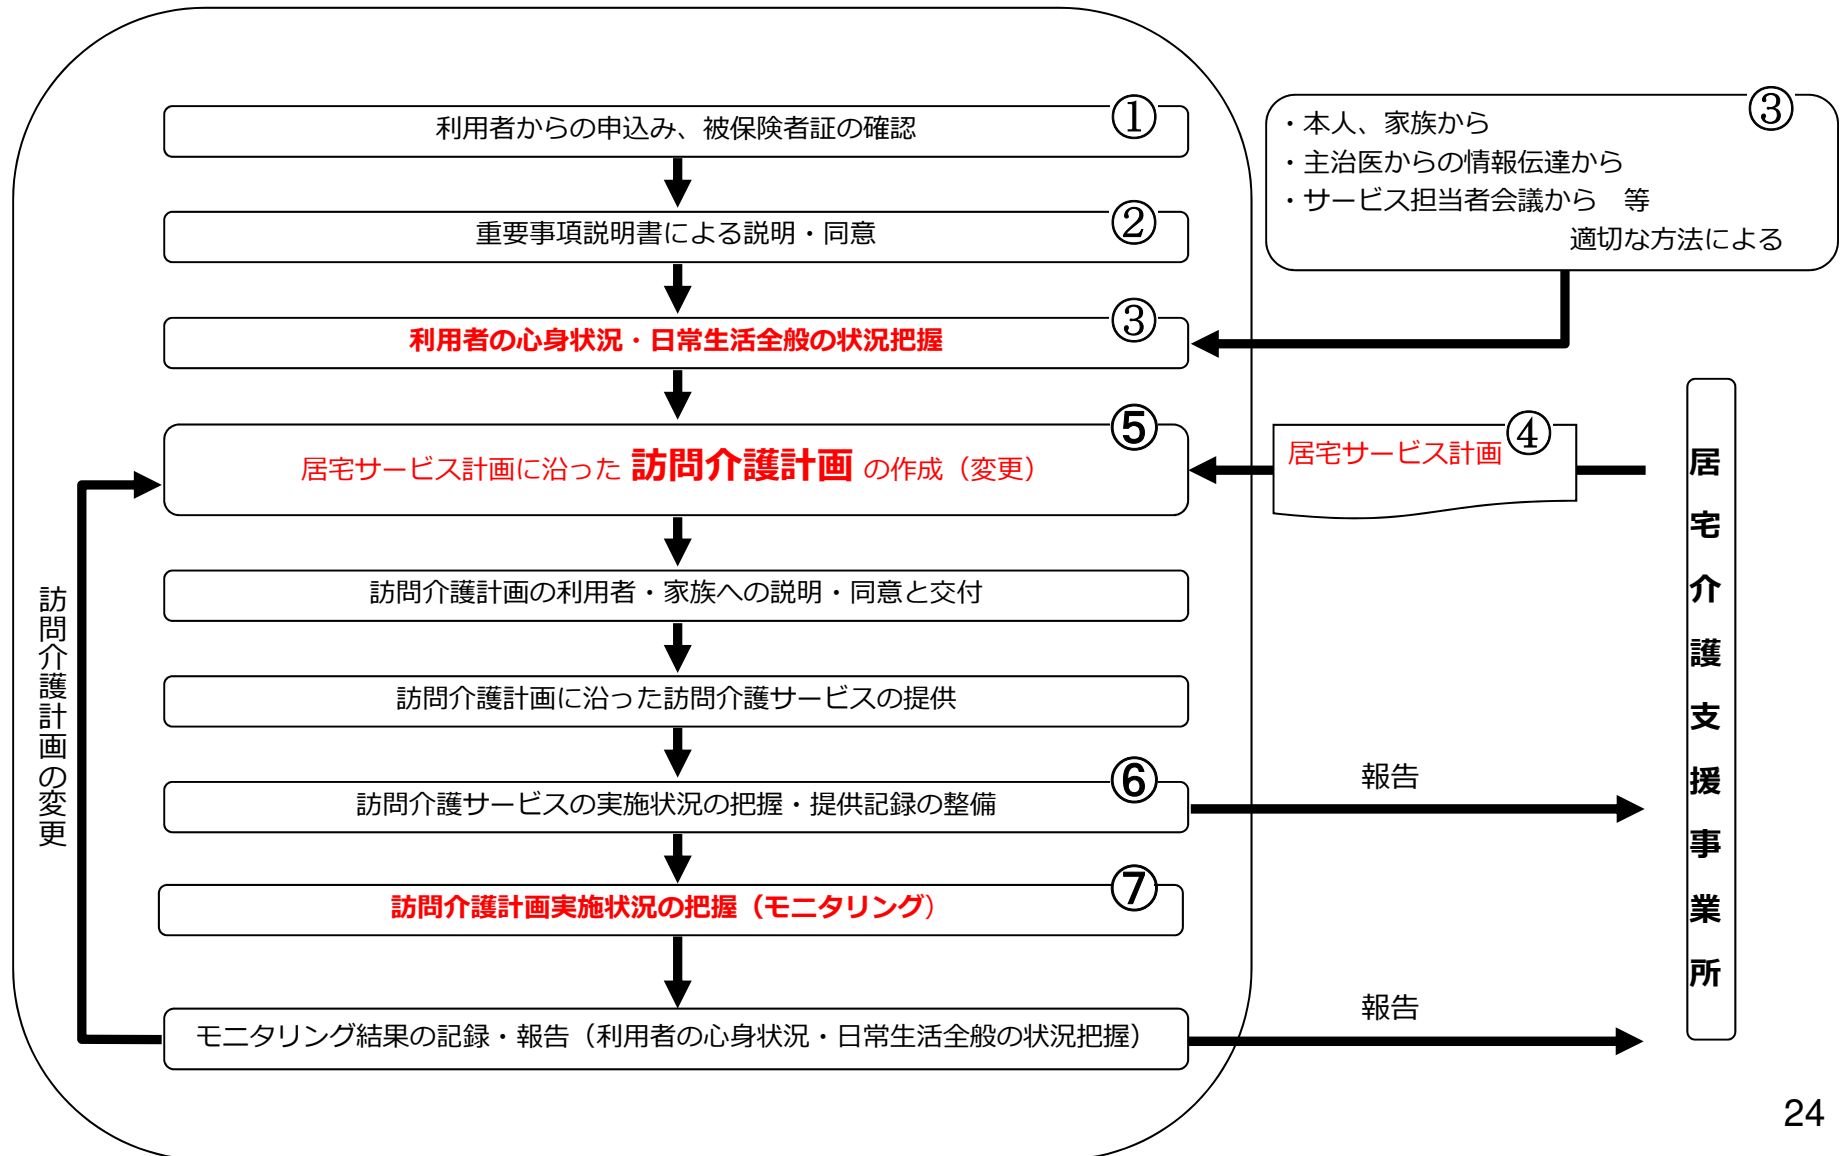 ①
利用者からの申込み、被保険者証の確認
②
重要事項説明書による説明・同意
③
利用者の心身状況・日常生活全般の状況把握
③
・本人、家族から
・主治医からの情報伝達から
・サービス担当者会議から　等
適切な方法による
⑤
居宅サービス計画に沿った 訪問介護計画 の作成（変更）
④
居宅サービス計画
訪問介護計画の利用者・家族への説明・同意と交付
訪問介護計画に沿った訪問介護サービスの提供
⑥
訪問介護サービスの実施状況の把握・提供記録の整備
報告
⑦
訪問介護計画実施状況の把握（モニタリング）
モニタリング結果の記録・報告（利用者の心身状況・日常生活全般の状況把握）
報告
訪問介護計画の変更
居宅介護支援事業所
24